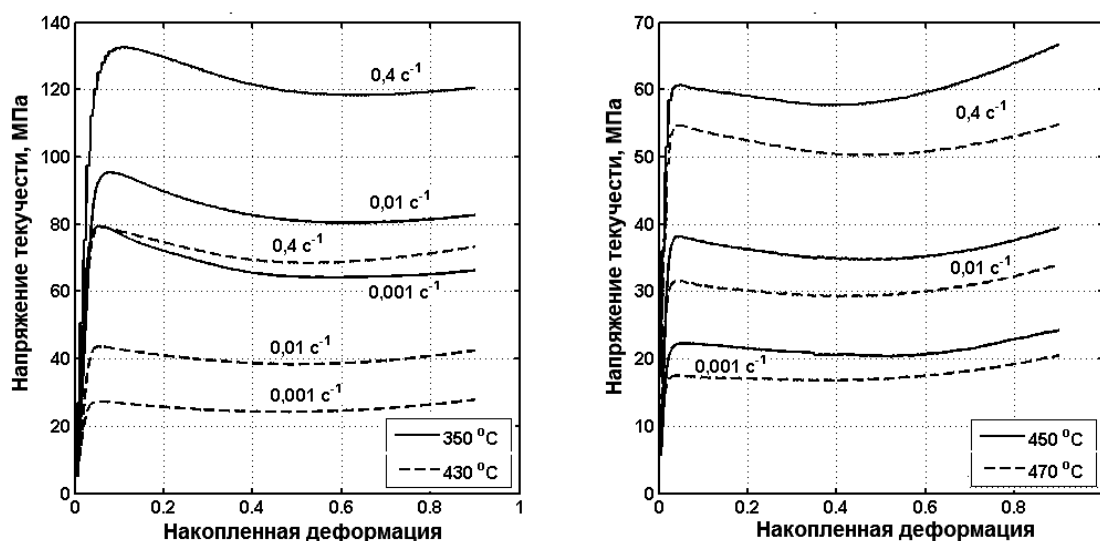 140
120
100
80
60
40
20
0
0
0.2
0.4
0.6
0.8
1
Напряжение текучести, МПа
Накопленная деформация
0,4 с⁻¹
0,01 с⁻¹
0,4 с⁻¹
0,001 с⁻¹
0,01 с⁻¹
0,001 с⁻¹
350 ⁰C
430 ⁰C
70
60
50
40
30
20
10
0
0
0.2
0.4
0.6
0.8
Напряжение текучести, МПа
Накопленная деформация
0,4 с⁻¹
0,01 с⁻¹
0,001 с⁻¹
450 ⁰C
470 ⁰C